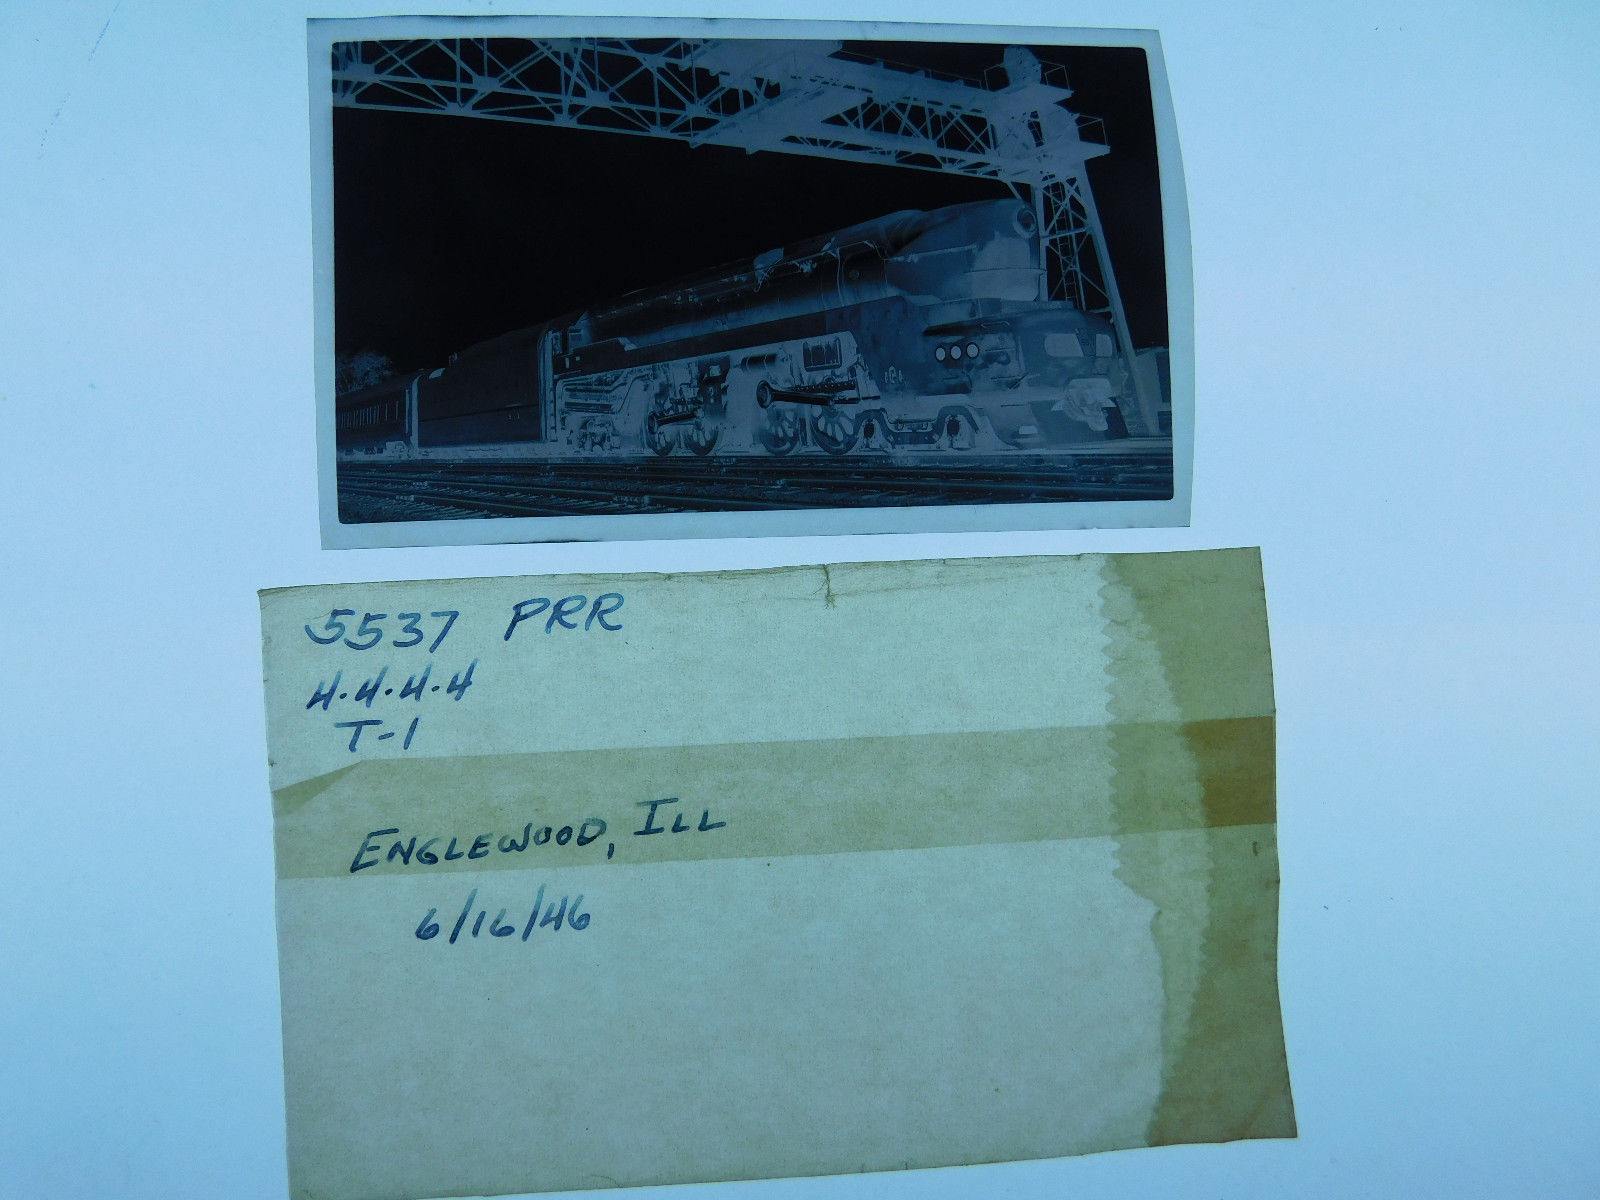 5537 PRR
4-4-4-4
T-1
ENGLEWOOD, ILL
6/16/46